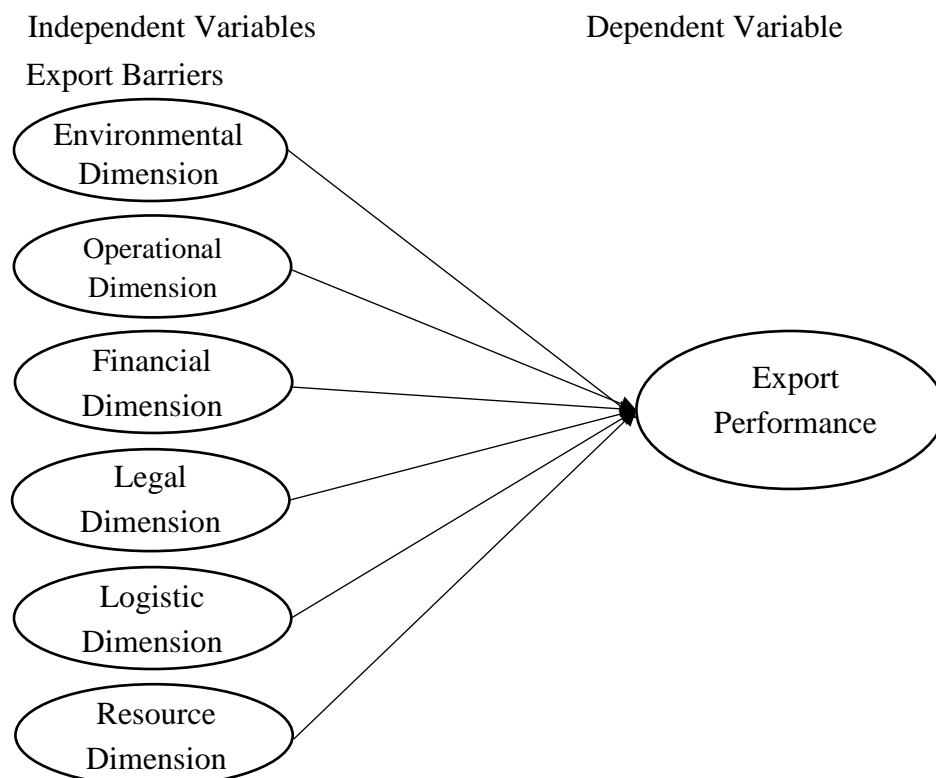 Independent Variables
Dependent Variable
Export Barriers
Environmental
Dimension
Operational
Dimension
Financial
Dimension
Legal
Dimension
Logistic
Dimension
Resource
Dimension
Export
Performance